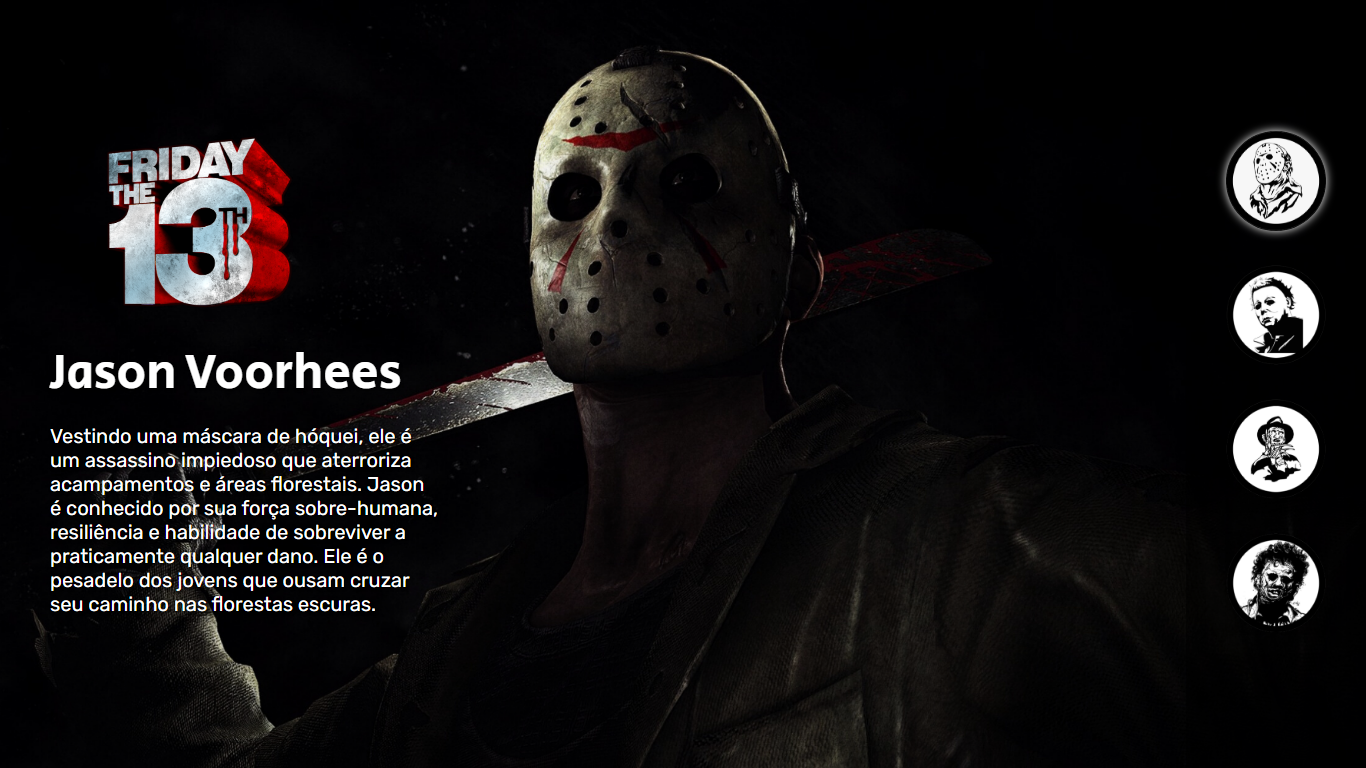 FRIDAY
THE
13TH
Jason Voorhees
Vestindo uma máscara de hóquei, ele é
um assassino impiedoso que aterroriza
acampamentos e áreas florestais. Jason
é conhecido por sua força sobre-humana,
resiliência e habilidade de sobreviver a
praticamente qualquer dano. Ele é o
pesadelo dos jovens que ousam cruzar
seu caminho nas florestas escuras.